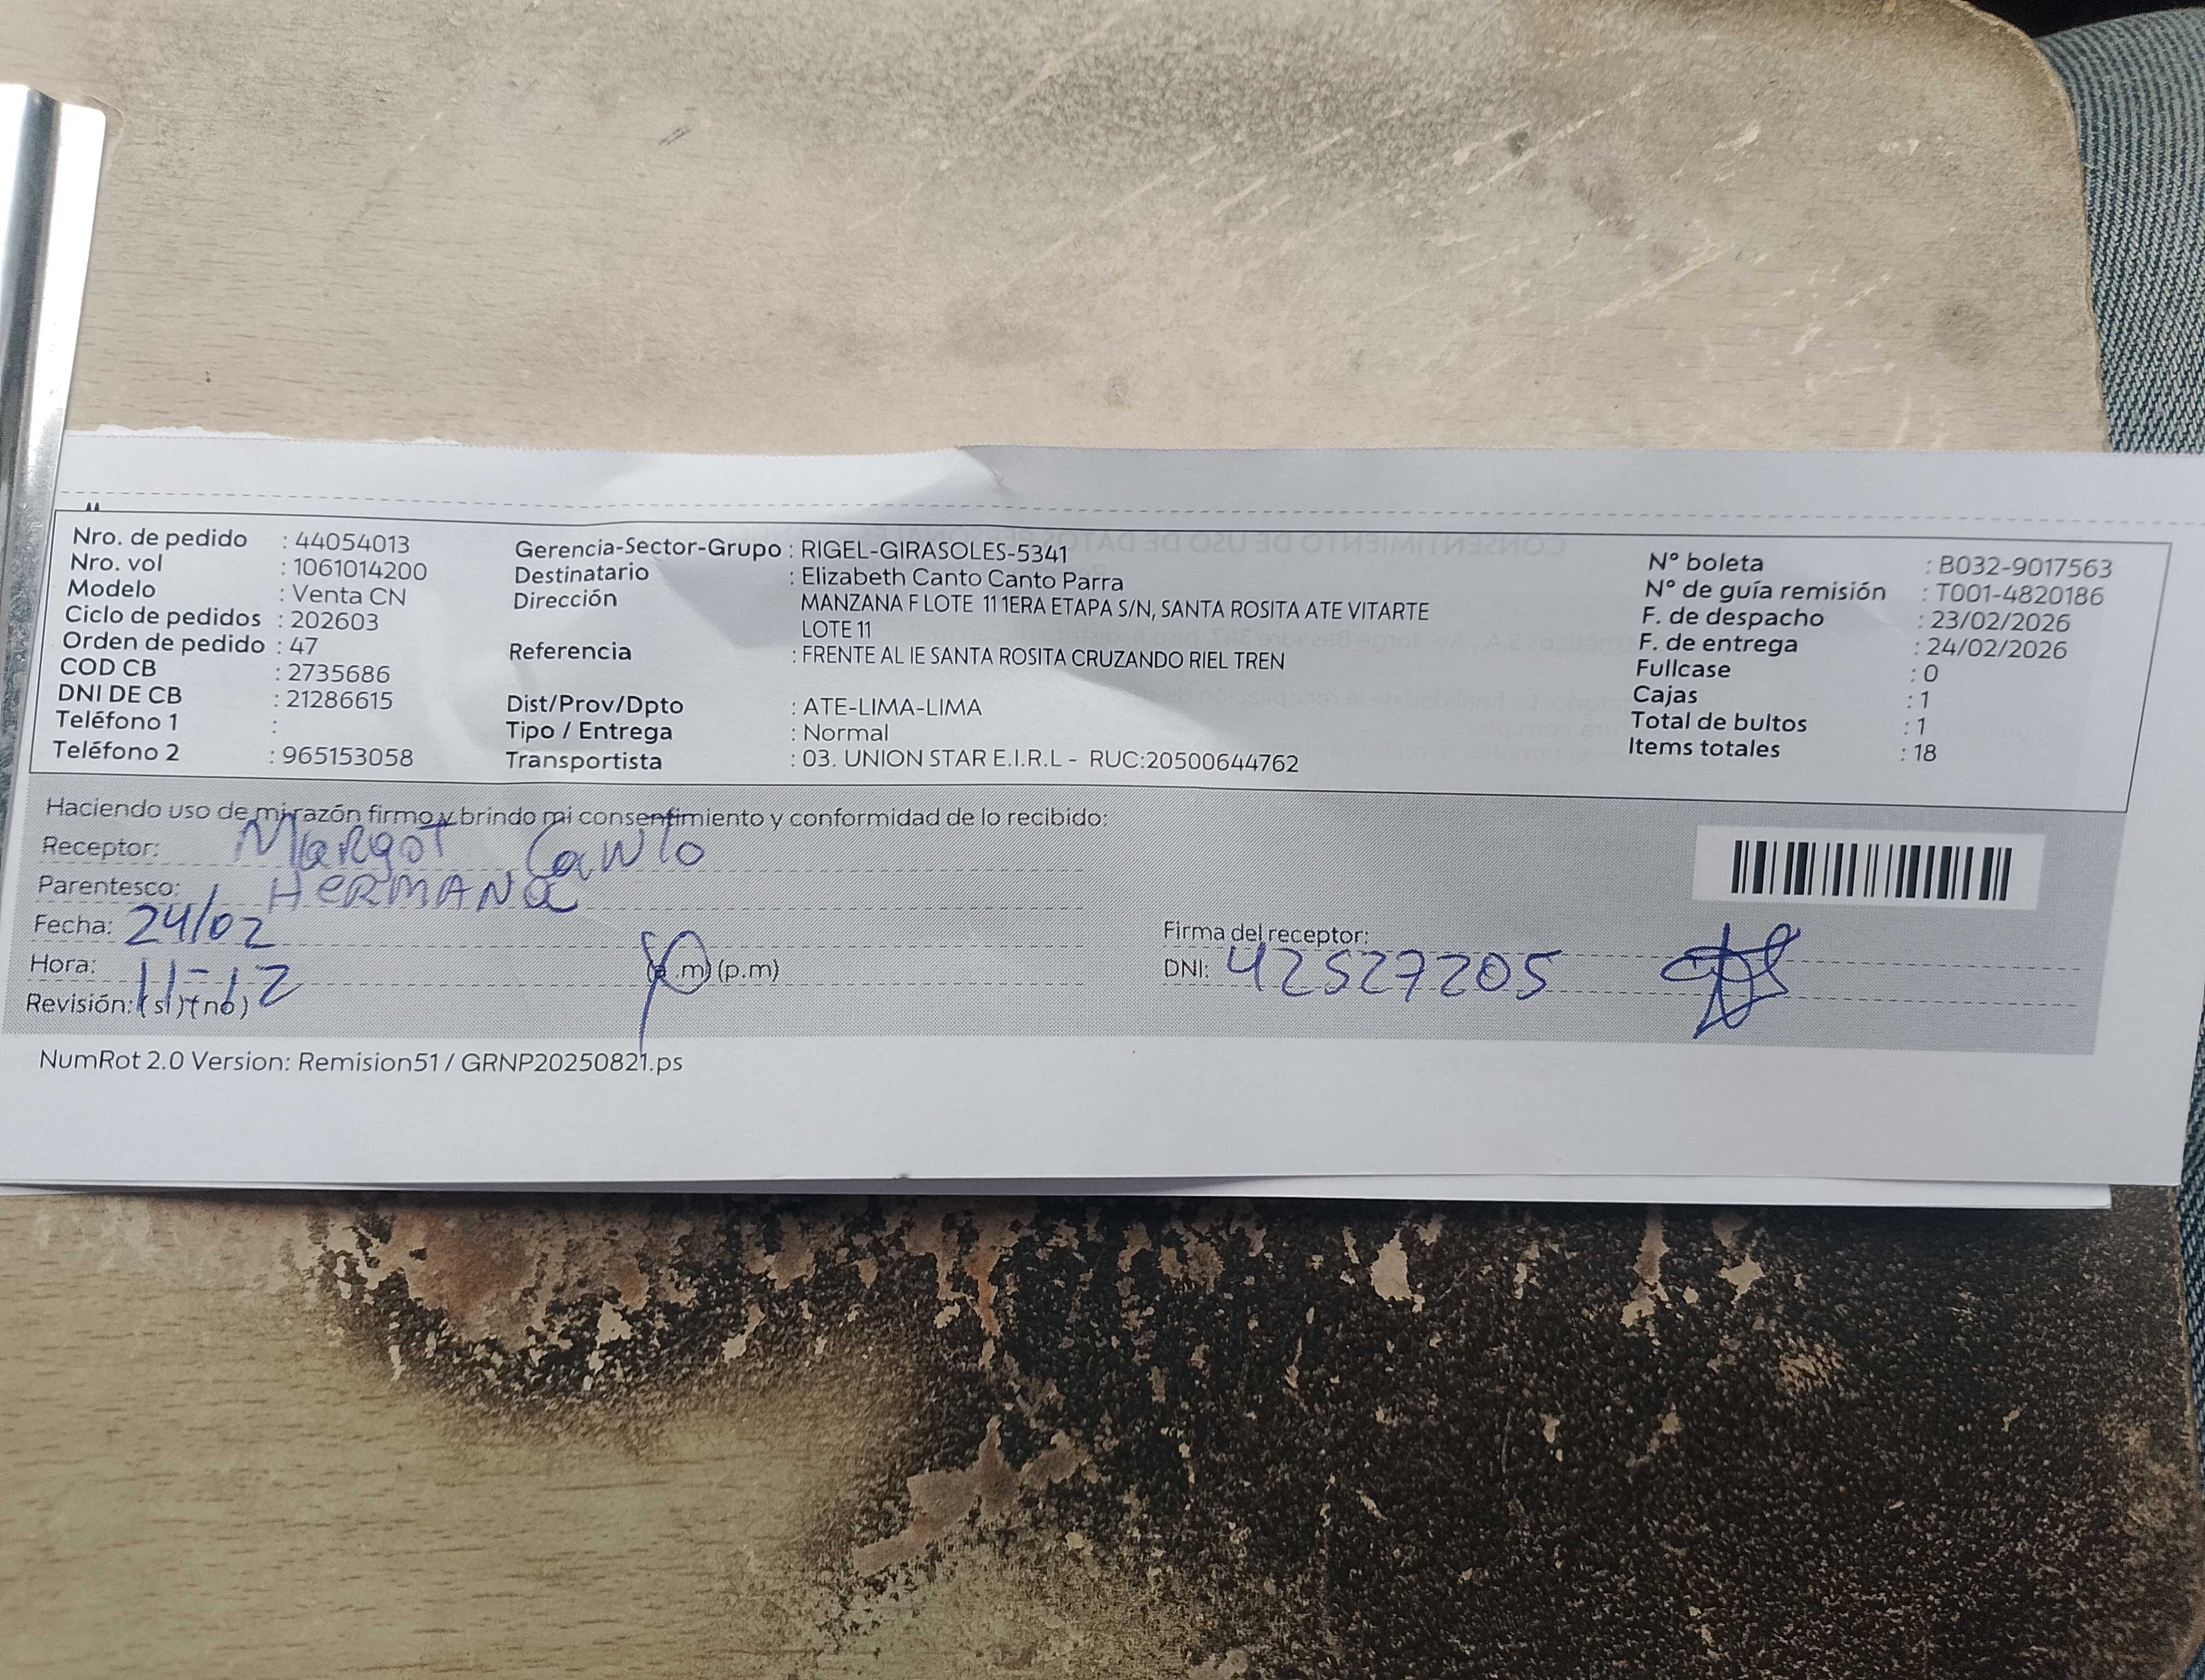 Nro. de pedido : 44054013
Nro. vol : 1061014200
Modelo : Venta CN
Ciclo de pedidos : 202603
Orden de pedido : 47
COD CB : 2735686
DNI DE CB : 21286615
Teléfono 1 :
Teléfono 2 : 965153058
Gerencia-Sector-Grupo : RIGEL-GIRASOLES-5341
Destinatario : Elizabeth Canto Canto Parra
Dirección MANZANA F LOTE 11 1ERA ETAPA S/N, SANTA ROSITA ATE VITARTE
LOTE 11
Referencia : FRENTE AL IE SANTA ROSITA CRUZANDO RIEL TREN
Dist/Prov/Dpto : ATE-LIMA-LIMA
Tipo / Entrega : Normal
Transportista : 03. UNION STAR E.I.R.L - RUC:20500644762
N° boleta : B032-9017563
N° de guía remisión : T001-4820186
F. de despacho : 23/02/2026
F. de entrega : 24/02/2026
Fullcase : 0
Cajas : 1
Total de bultos : 1
Items totales : 18
Haciendo uso de mi razón firmo y brindo mi consentimiento y conformidad de lo recibido:
Receptor: Margot Canto
Parentesco: HERMANA
Fecha: 24/02
Hora: 11-12 (a.m) (p.m)
Revisión: (si) (no)
Firma del receptor:
DNI: 42527205
NumRot 2.0 Version: Remision51 / GRNP20250821.ps